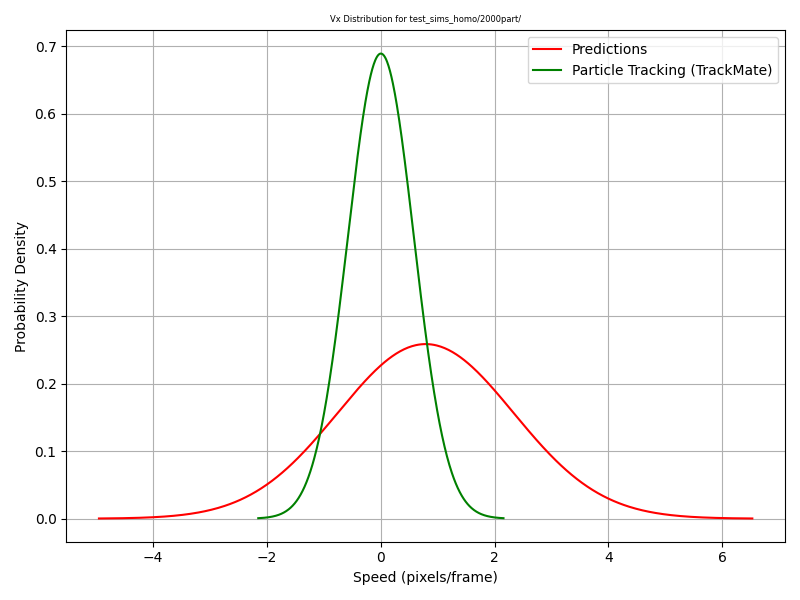 Vx Distribution for test_sims_homo/2000part/
Predictions
Particle Tracking (TrackMate)
Probability Density
0.7
0.6
0.5
0.4
0.3
0.2
0.1
0.0
−4
−2
0
2
4
6
Speed (pixels/frame)